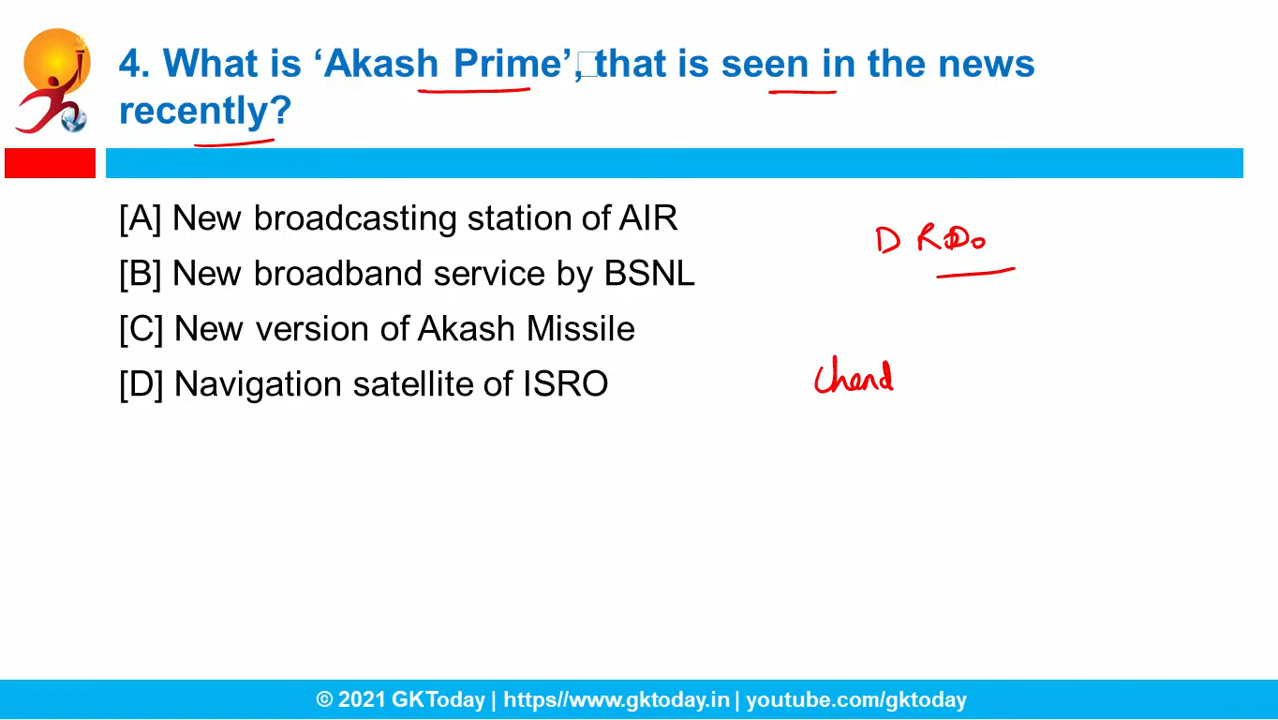 4. What is ‘Akash Prime’, that is seen in the news
recently?
[A] New broadcasting station of AIR
DRDO
[B] New broadband service by BSNL
[C] New version of Akash Missile
[D] Navigation satellite of ISRO
Chand
© 2021 GKToday | https//www.gktoday.in | youtube.com/gktoday